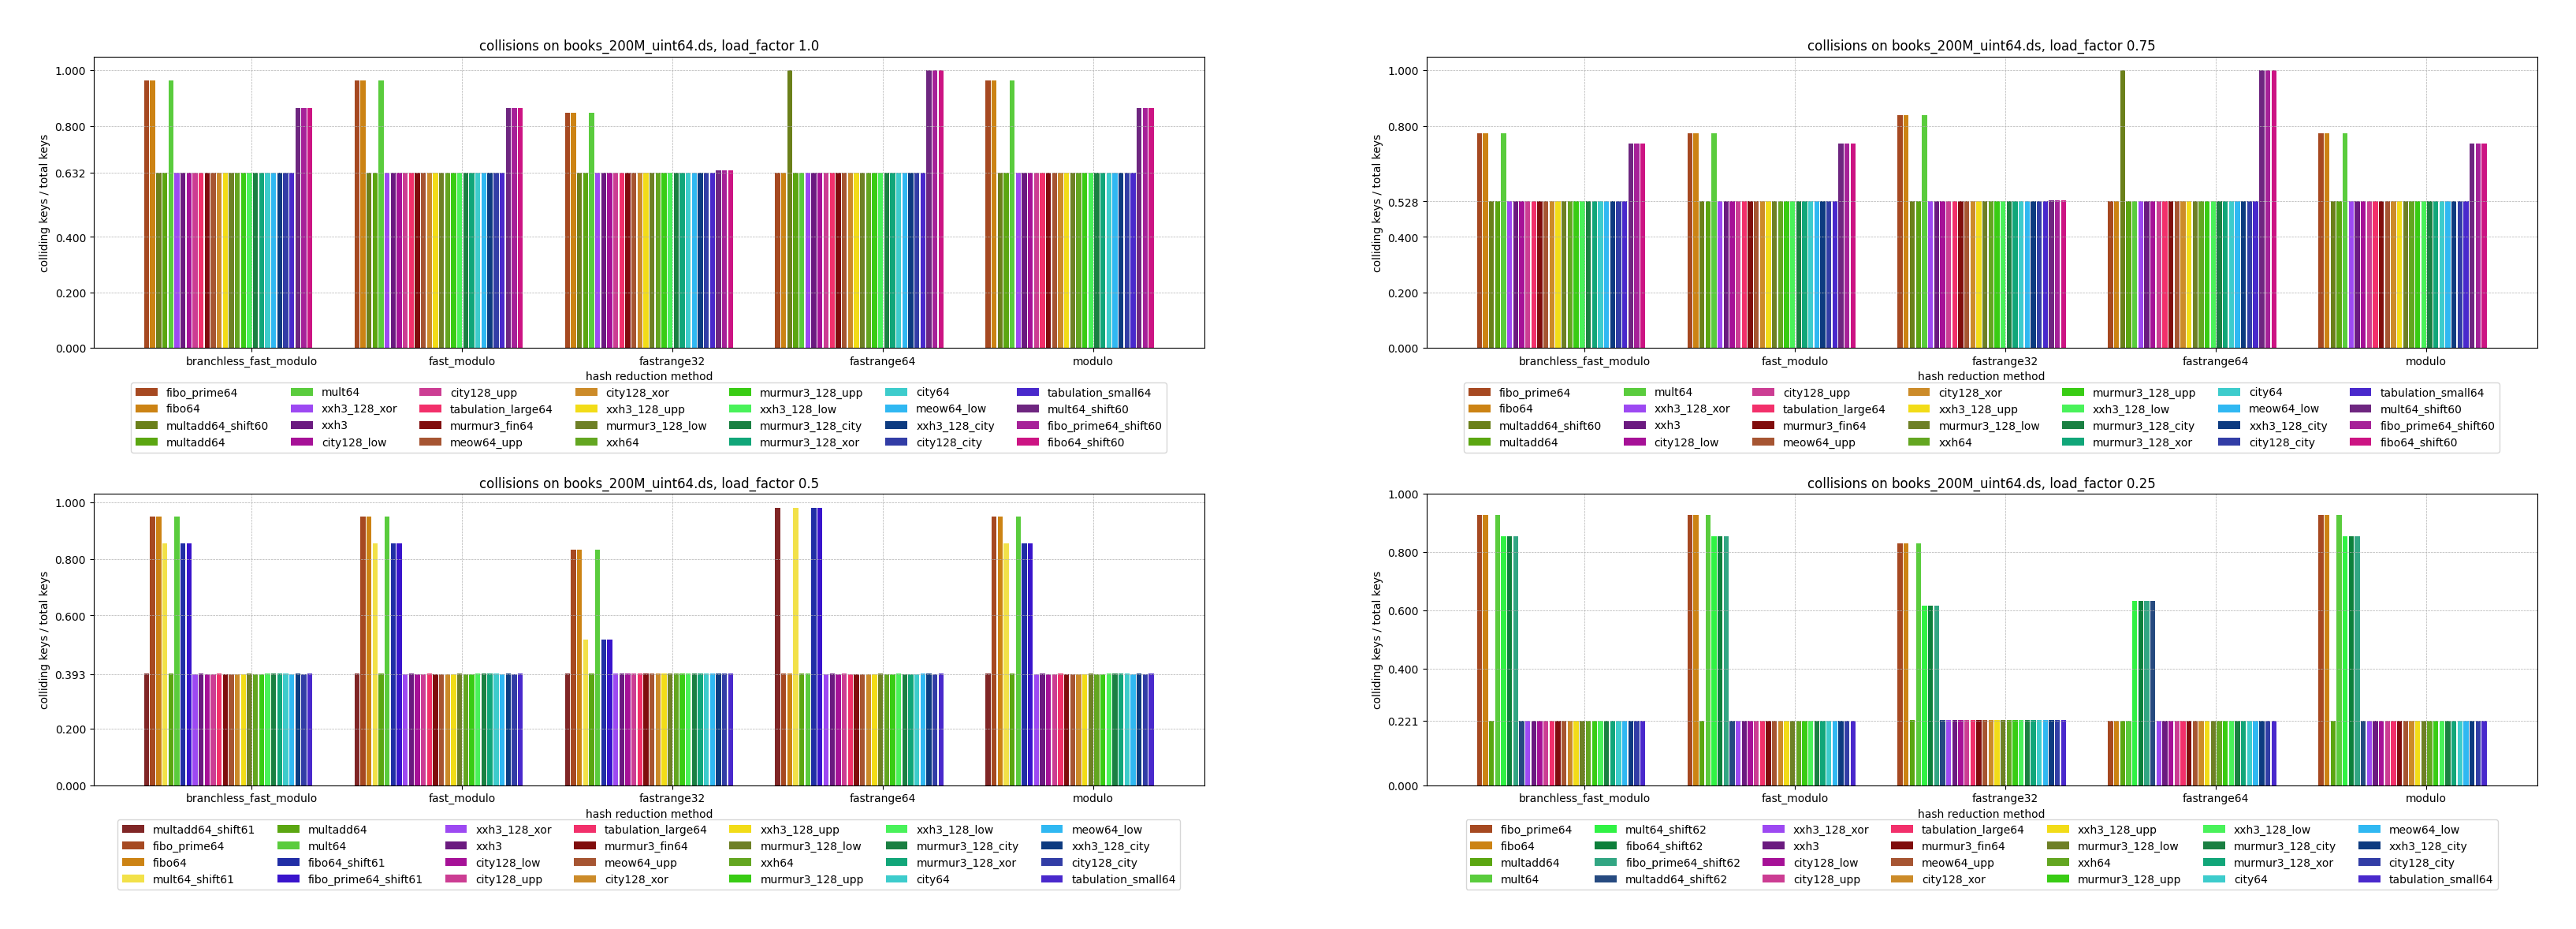 collisions on books_200M_uint64.ds, load_factor 1.0
colliding keys / total keys
1.000
0.800
0.632
0.400
0.200
0.000
branchless_fast_modulo fast_modulo fastrange32 fastrange64 modulo
hash reduction method
fibo_prime64 mult64 city128_upp city128_xor murmur3_128_upp city64 tabulation_small64
fibo64 xxh3_128_xor tabulation_large64 xxh3_128_upp xxh3_128_low meow64_low mult64_shift60
multadd64_shift60 xxh3 murmur3_fin64 murmur3_128_low murmur3_128_city xxh3_128_city fibo_prime64_shift60
multadd64 city128_low meow64_upp xxh64 murmur3_128_xor city128_city fibo64_shift60
collisions on books_200M_uint64.ds, load_factor 0.75
colliding keys / total keys
1.000
0.800
0.528
0.400
0.200
0.000
branchless_fast_modulo fast_modulo fastrange32 fastrange64 modulo
hash reduction method
fibo_prime64 mult64 city128_upp city128_xor murmur3_128_upp city64 tabulation_small64
fibo64 xxh3_128_xor tabulation_large64 xxh3_128_upp xxh3_128_low meow64_low mult64_shift60
multadd64_shift60 xxh3 murmur3_fin64 murmur3_128_low murmur3_128_city xxh3_128_city fibo_prime64_shift60
multadd64 city128_low meow64_upp xxh64 murmur3_128_xor city128_city fibo64_shift60
collisions on books_200M_uint64.ds, load_factor 0.5
colliding keys / total keys
1.000
0.800
0.600
0.393
0.200
0.000
branchless_fast_modulo fast_modulo fastrange32 fastrange64 modulo
hash reduction method
multadd64_shift61 multadd64 xxh3_128_xor tabulation_large64 xxh3_128_upp xxh3_128_low meow64_low
fibo_prime64 mult64 xxh3 murmur3_fin64 murmur3_128_low murmur3_128_city xxh3_128_city
fibo64 fibo64_shift61 city128_low meow64_upp xxh64 murmur3_128_xor city128_city
mult64_shift61 fibo_prime64_shift61 city128_upp city128_xor murmur3_128_upp city64 tabulation_small64
collisions on books_200M_uint64.ds, load_factor 0.25
colliding keys / total keys
1.000
0.800
0.600
0.400
0.221
0.000
branchless_fast_modulo fast_modulo fastrange32 fastrange64 modulo
hash reduction method
fibo_prime64 mult64_shift62 xxh3_128_xor tabulation_large64 xxh3_128_upp xxh3_128_low meow64_low
fibo64 fibo64_shift62 xxh3 murmur3_fin64 murmur3_128_low murmur3_128_city xxh3_128_city
multadd64 fibo_prime64_shift62 city128_low meow64_upp xxh64 murmur3_128_xor city128_city
mult64 multadd64_shift62 city128_upp city128_xor murmur3_128_upp city64 tabulation_small64